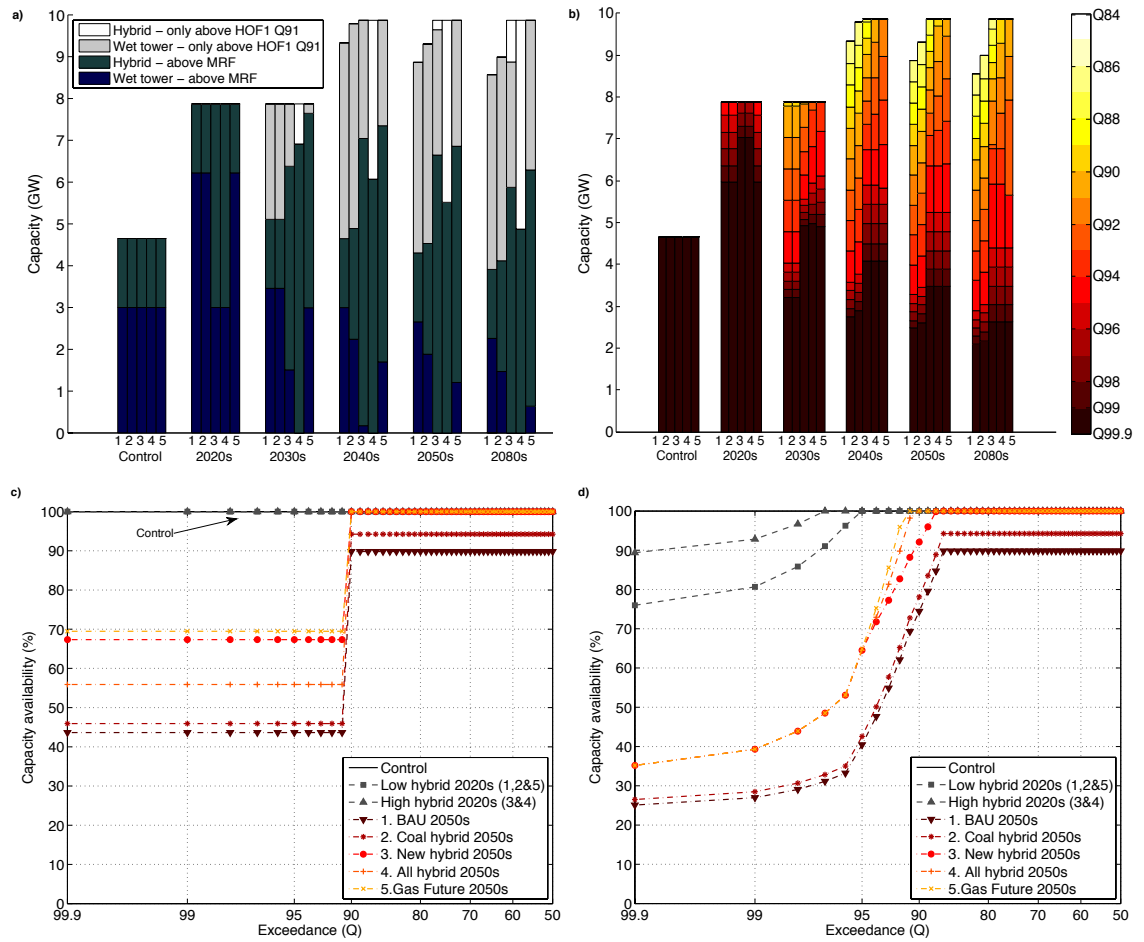 a)
Capacity (GW)
10
9
8
7
6
5
4
3
2
1
0
Hybrid − only above HOF1 Q91
Wet tower − only above HOF1 Q91
Hybrid − above MRF
Wet tower − above MRF
1 2 3 4 5 1 2 3 4 5 1 2 3 4 5 1 2 3 4 5 1 2 3 4 5 1 2 3 4 5
Control 2020s 2030s 2040s 2050s 2080s
b)
Capacity (GW)
10
9
8
7
6
5
4
3
2
1
0
1 2 3 4 5 1 2 3 4 5 1 2 3 4 5 1 2 3 4 5 1 2 3 4 5 1 2 3 4 5
Control 2020s 2030s 2040s 2050s 2080s
Q84
Q86
Q88
Q90
Q92
Q94
Q96
Q98
Q99
Q99.9
c)
Capacity availability (%)
100
90
80
70
60
50
40
30
20
10
0
Control
Control
Low hybrid 2020s (1,2&5)
High hybrid 2020s (3&4)
1. BAU 2050s
2. Coal hybrid 2050s
3. New hybrid 2050s
4. All hybrid 2050s
5.Gas Future 2050s
99.9 99 95 90 80 70 60 50
Exceedance (Q)
d)
Capacity availability (%)
100
90
80
70
60
50
40
30
20
10
0
Control
Low hybrid 2020s (1,2&5)
High hybrid 2020s (3&4)
1. BAU 2050s
2. Coal hybrid 2050s
3. New hybrid 2050s
4. All hybrid 2050s
5.Gas Future 2050s
99.9 99 95 90 80 70 60 50
Exceedance (Q)